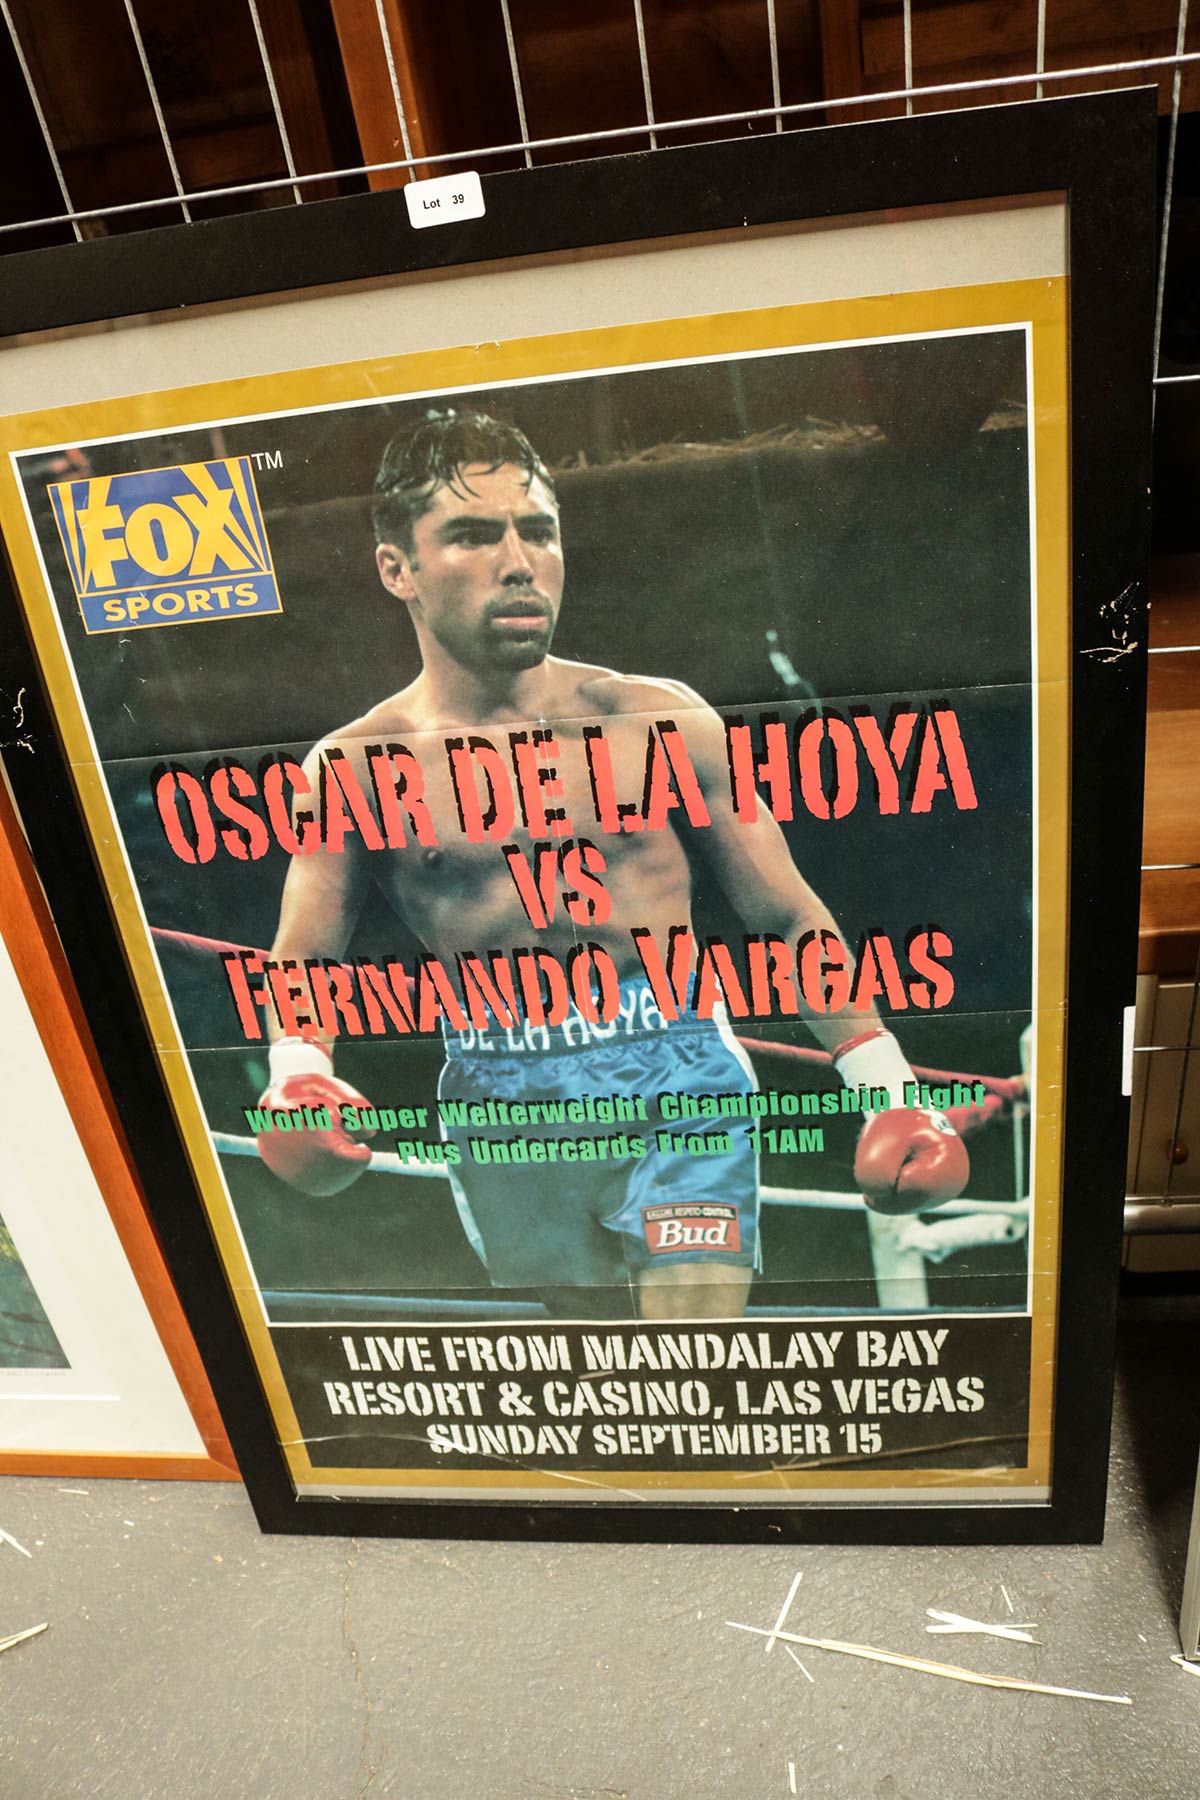 Lot 39
FOX TM
SPORTS
OSCAR DE LA HOYA
VS
FERNANDO VARGAS
DE LA HOYA
World Super Welterweight Championship Fight
Plus Undercards From 11AM
Bud
LIVE FROM MANDALAY BAY
RESORT & CASINO, LAS VEGAS
SUNDAY SEPTEMBER 15